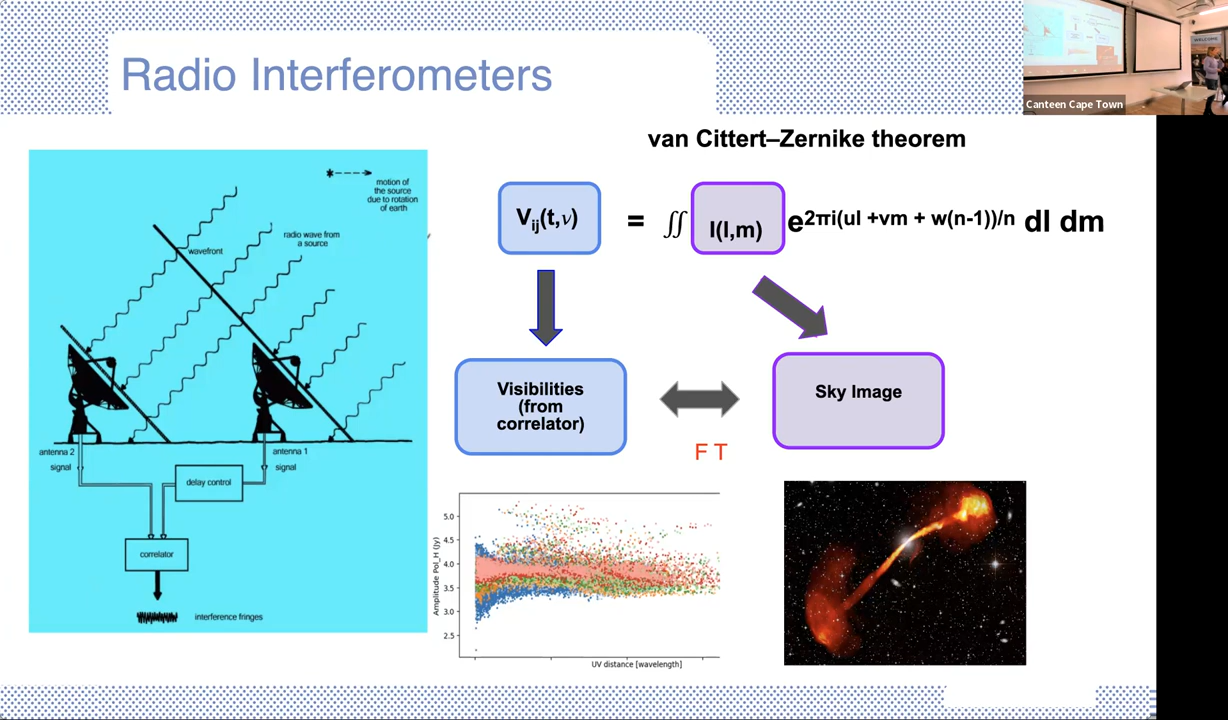 Radio Interferometers
WELCOME
Canteen Cape Town
van Cittert–Zernike theorem
V_ij(t,ν) = ∬ I(l,m) e^2πi(ul +vm + w(n-1))/n dl dm
motion of
the source
due to rotation
of earth
radio wave from
a source
wavefront
antenna 2
signal
antenna 1
signal
delay control
correlator
interference fringes
Visibilities
(from
correlator)
Sky Image
F T
Amplitude Pol_H (Jy)
5.0
4.5
4.0
3.5
3.0
2.5
UV distance [wavelength]